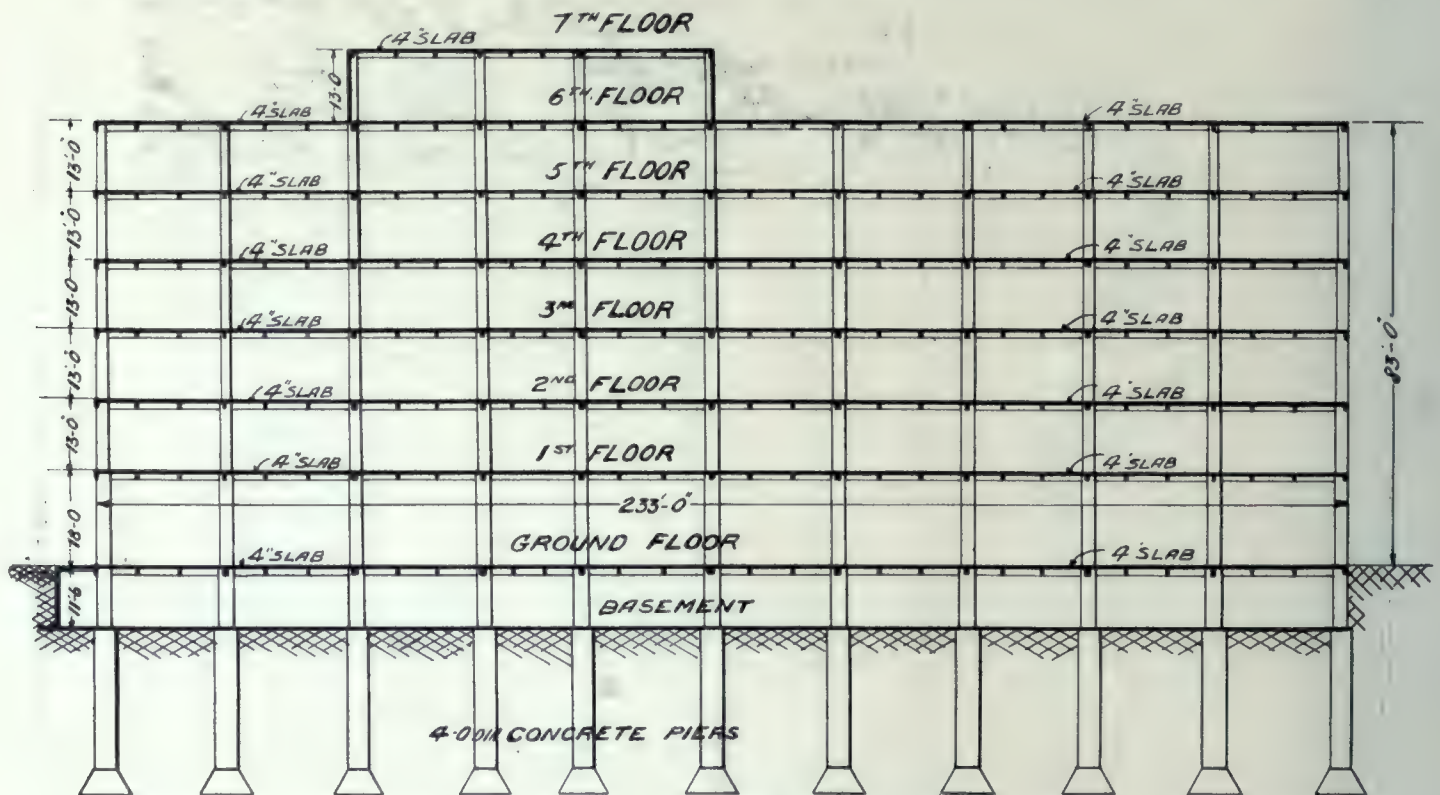 7TH FLOOR
4"SLAB
13'-0"
6TH FLOOR
4"SLAB
4"SLAB
13'-0"
5TH FLOOR
4"SLAB
4"SLAB
13'-0"
4TH FLOOR
4"SLAB
4"SLAB
13'-0"
3RD FLOOR
4"SLAB
4"SLAB
83'-0"
13'-0"
2ND FLOOR
4"SLAB
4"SLAB
13'-0"
1ST FLOOR
4"SLAB
4"SLAB
233'-0"
18-0
GROUND FLOOR
4"SLAB
4"SLAB
11-6
BASEMENT
4-0 DIA CONCRETE PIERS